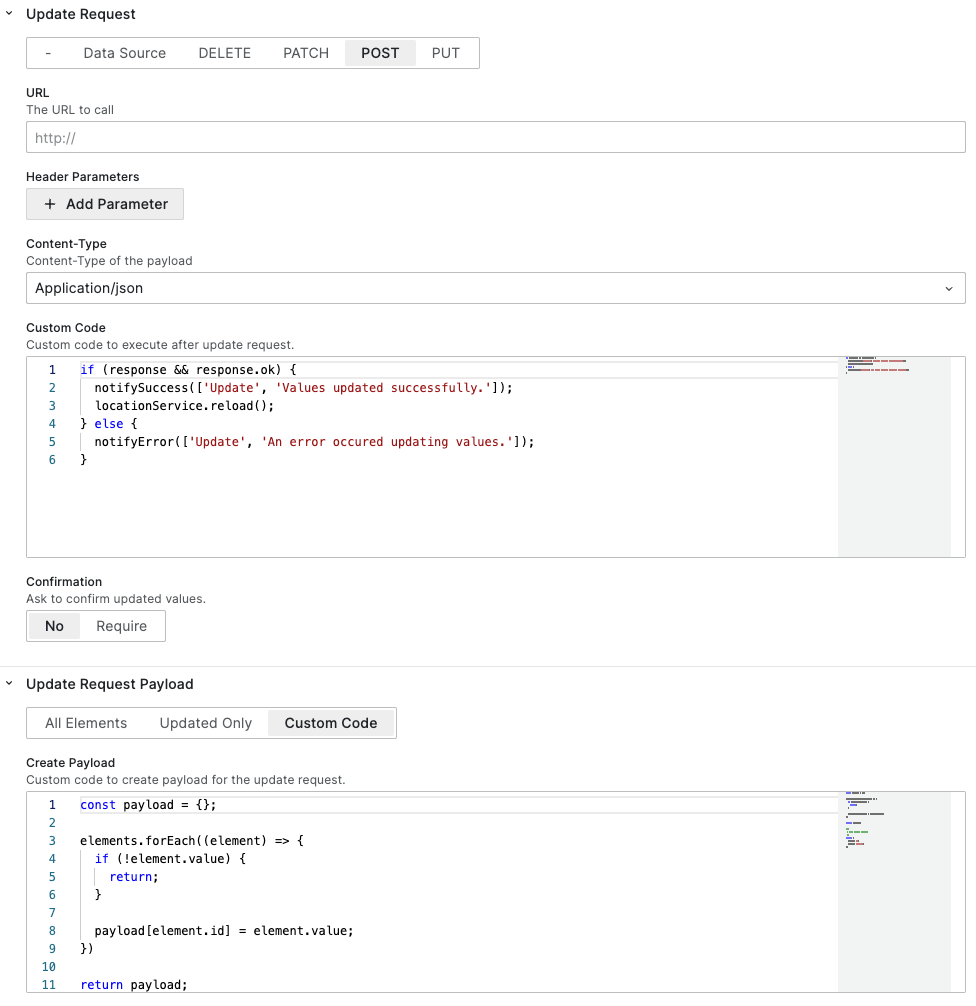 Update Request
- Data Source DELETE PATCH POST PUT
URL
The URL to call
http://
Header Parameters
+ Add Parameter
Content-Type
Content-Type of the payload
Application/json
Custom Code
Custom code to execute after update request.
1 if (response && response.ok) {
2 notifySuccess(['Update', 'Values updated successfully.']);
3 locationService.reload();
4 } else {
5 notifyError(['Update', 'An error occured updating values.']);
6 }
Confirmation
Ask to confirm updated values.
No Require
Update Request Payload
All Elements Updated Only Custom Code
Create Payload
Custom code to create payload for the update request.
1 const payload = {};
2
3 elements.forEach((element) => {
4 if (!element.value) {
5 return;
6 }
7
8 payload[element.id] = element.value;
9 })
10
11 return payload;